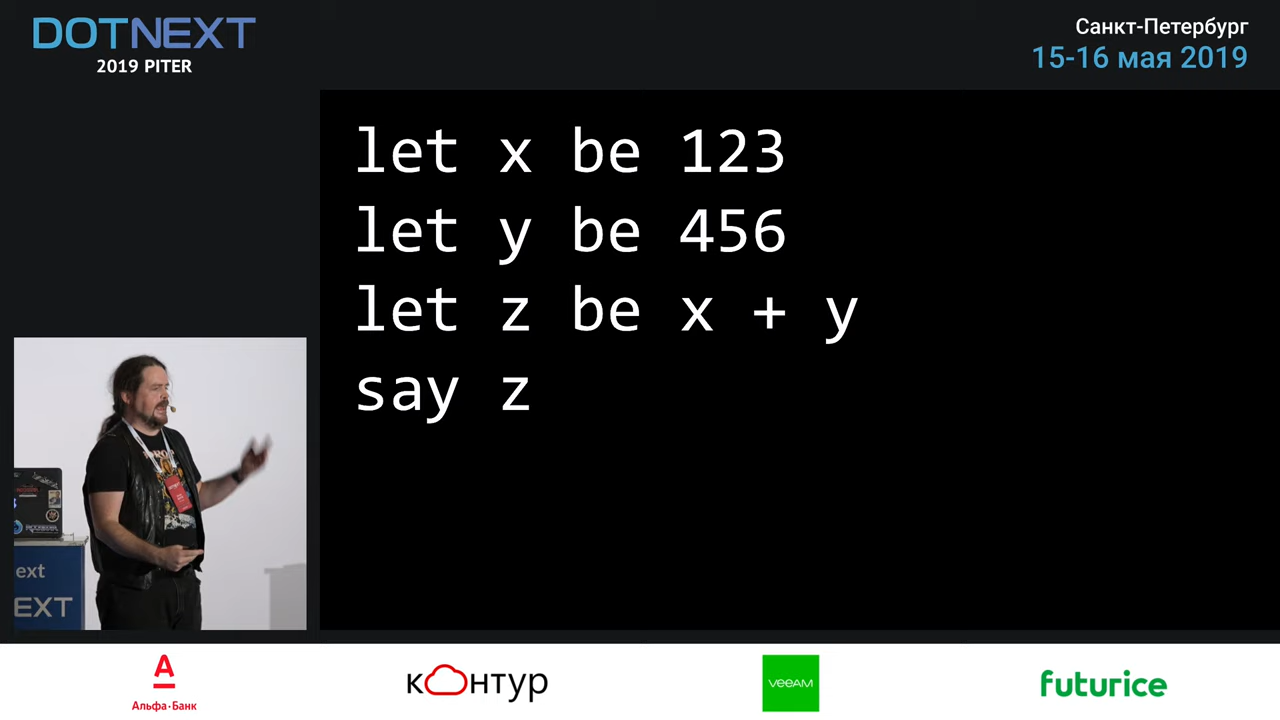 DOTNEXT
2019 PITER
Санкт-Петербург
15-16 мая 2019
let x be 123
let y be 456
let z be x + y
say z
ext
EXT
А
Альфа·Банк
контур
veeam
futurice